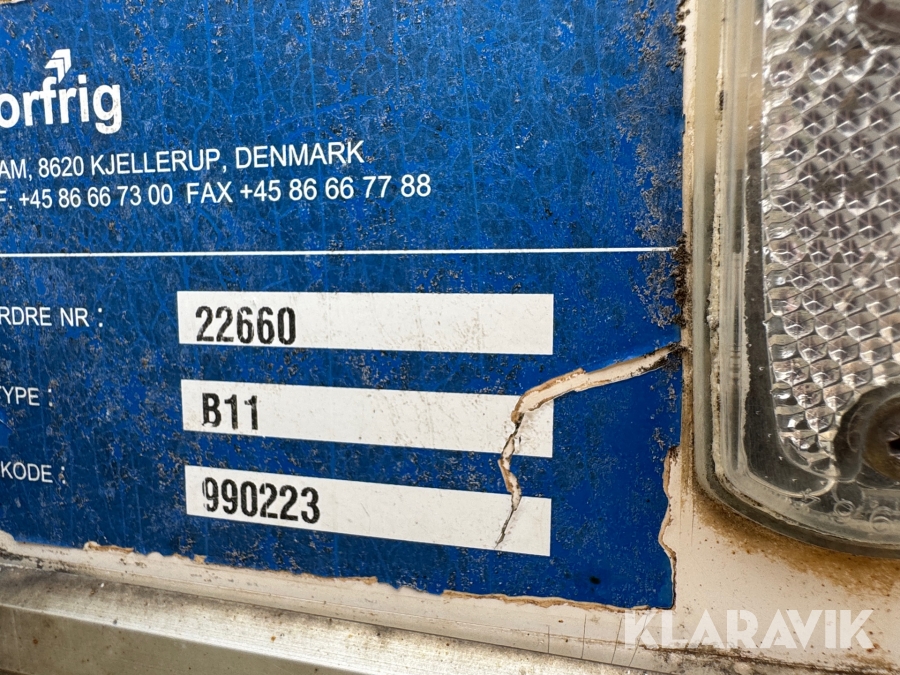 orfrig
AM, 8620 KJELLERUP, DENMARK
F. +45 86 66 73 00 FAX +45 86 66 77 88
RDRE NR : 22660
TYPE : B11
KODE : 990223
KLARAVIK